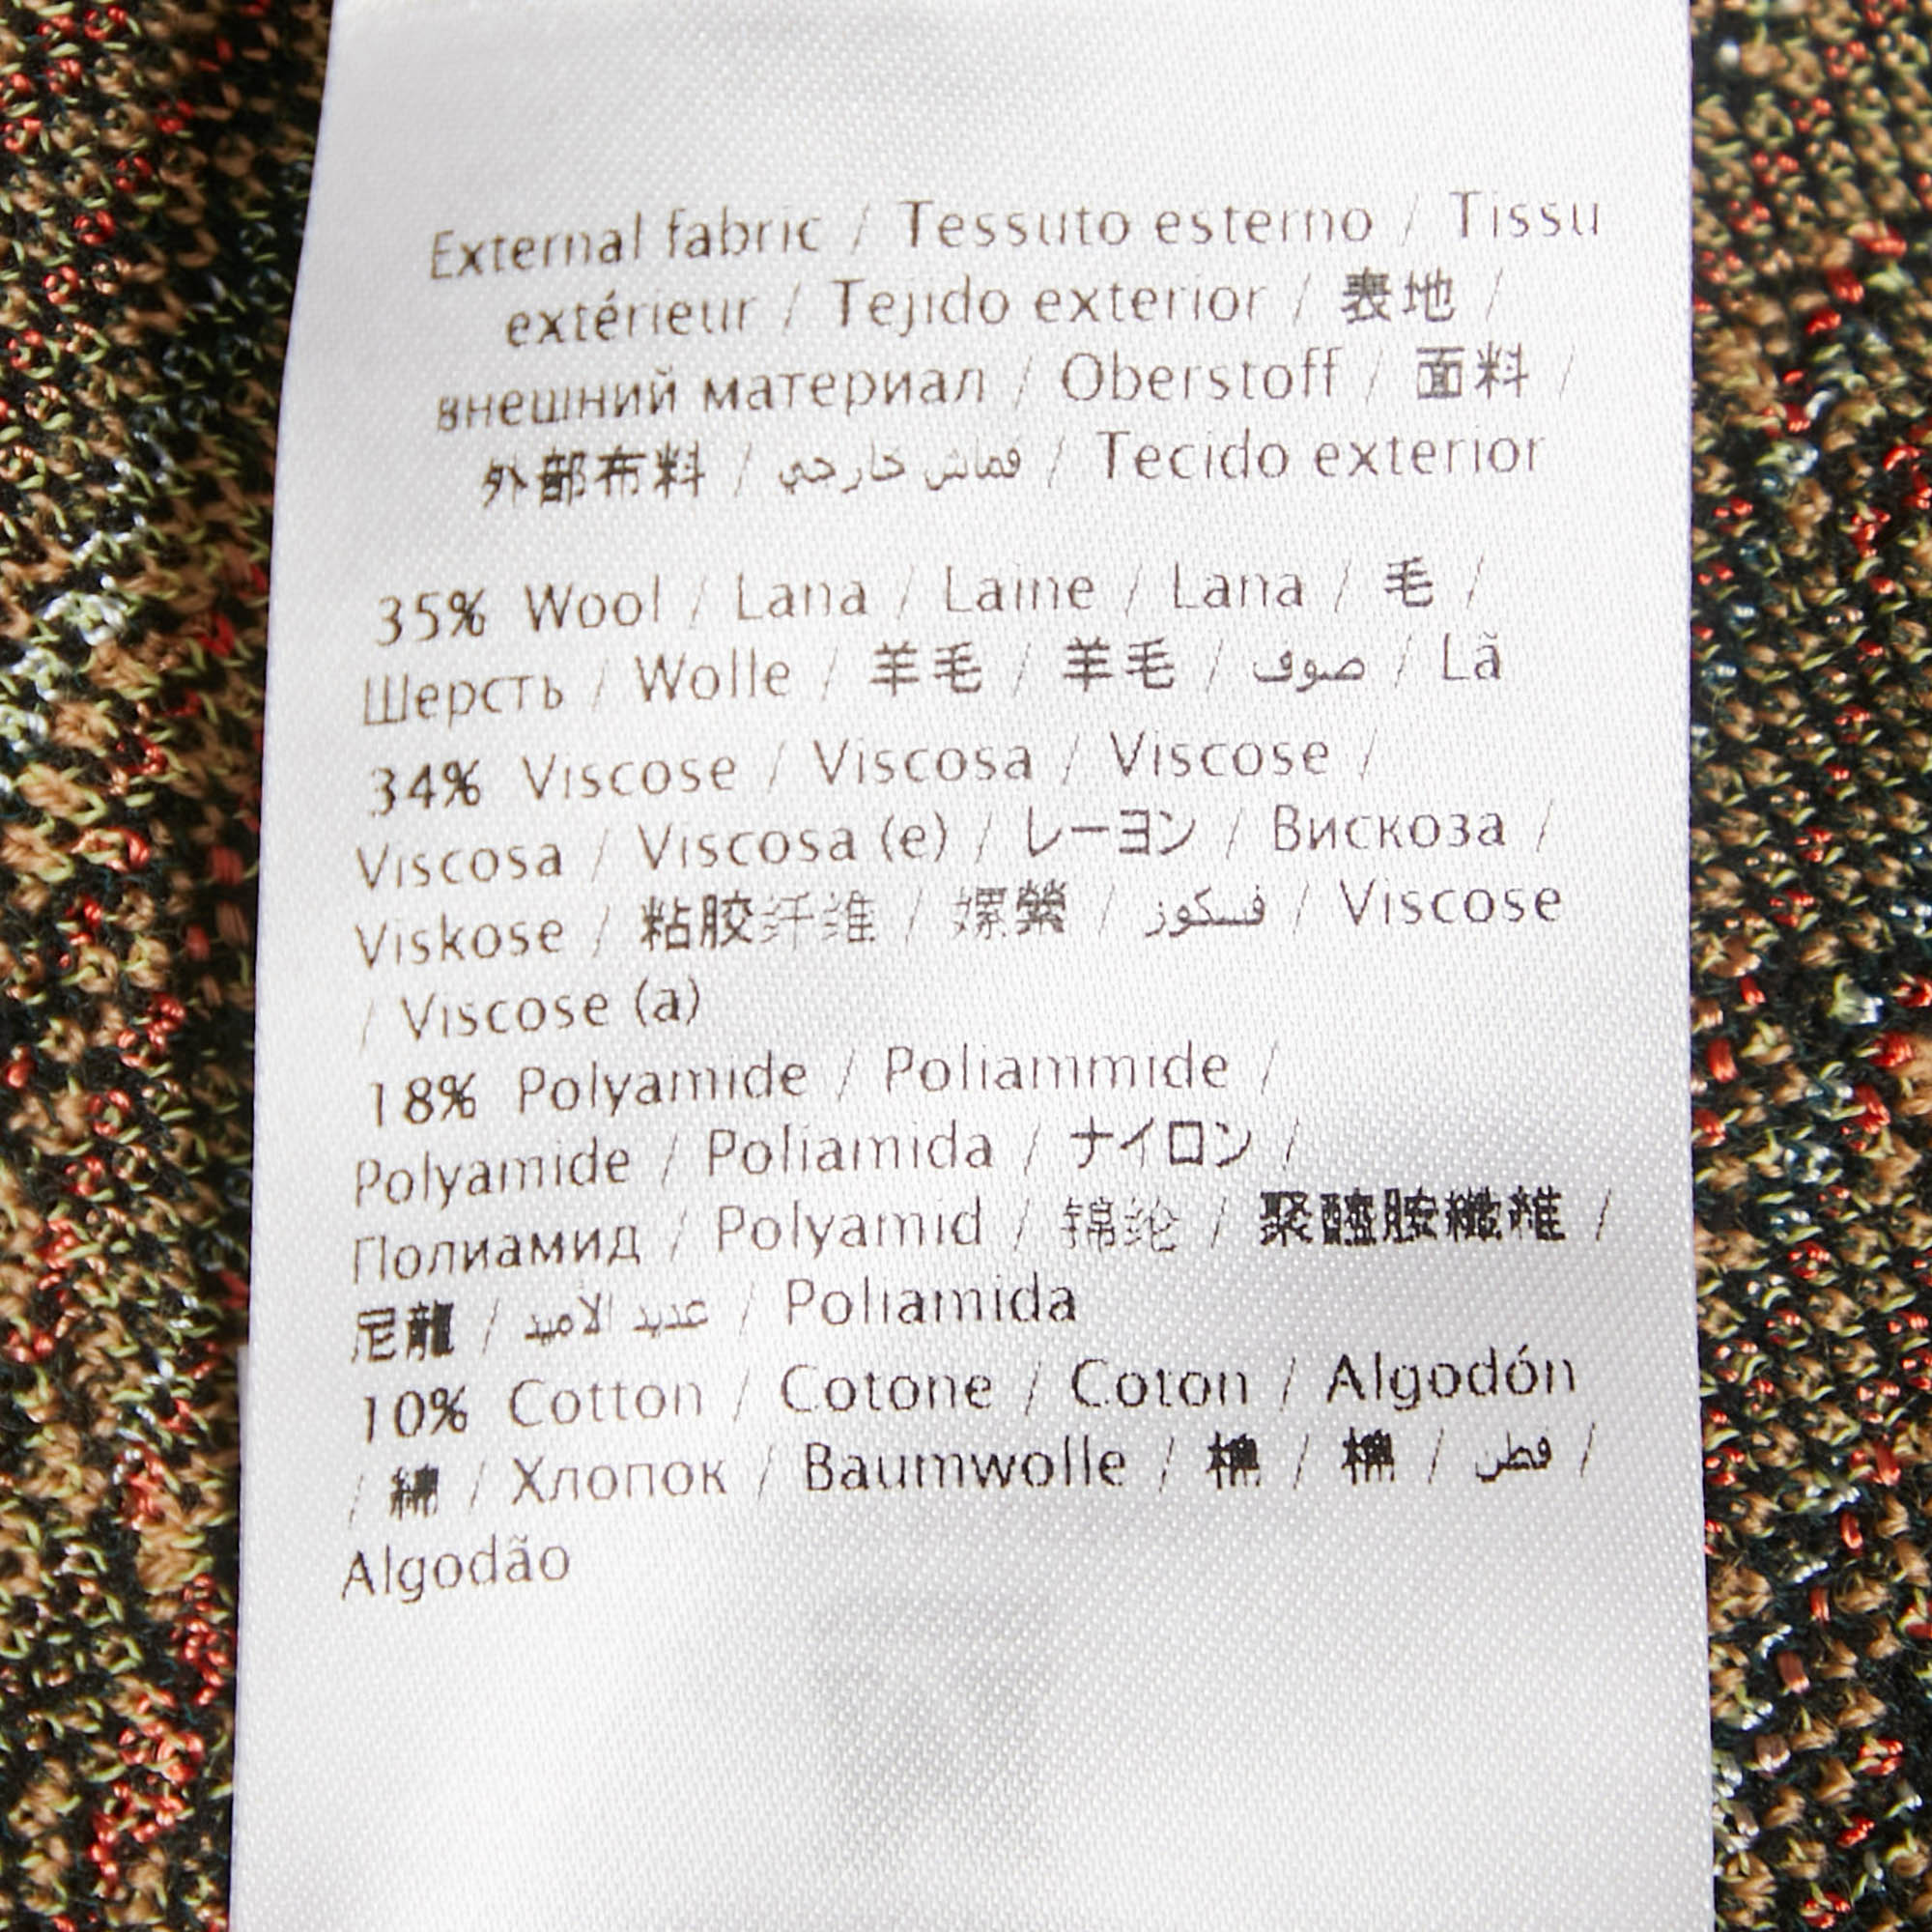 External fabric / Tessuto esterno / Tissu
extérieur / Tejido exterior / 表地 /
внешний материал / Oberstoff / 面料 /
外部布料 / قماش خارجي / Tecido exterior
35% Wool / Lana / Laine / Lana / 毛 /
Шерсть / Wolle / 羊毛 / 羊毛 / صوف / Lã
34% Viscose / Viscosa / Viscose /
Viscosa / Viscosa (e) / レーヨン / Вискоза /
Viskose / 粘胶纤维 / 嫘縈 / فسكوز / Viscose
/ Viscose (a)
18% Polyamide / Poliammide /
Polyamide / Poliamida / ナイロン /
Полиамид / Polyamid / 锦纶 / 聚醯胺纖維 /
尼龍 / عديد الاميد / Poliamida
10% Cotton / Cotone / Coton / Algodón
/ 綿 / Хлопок / Baumwolle / 棉 / 棉 / قطن /
Algodão